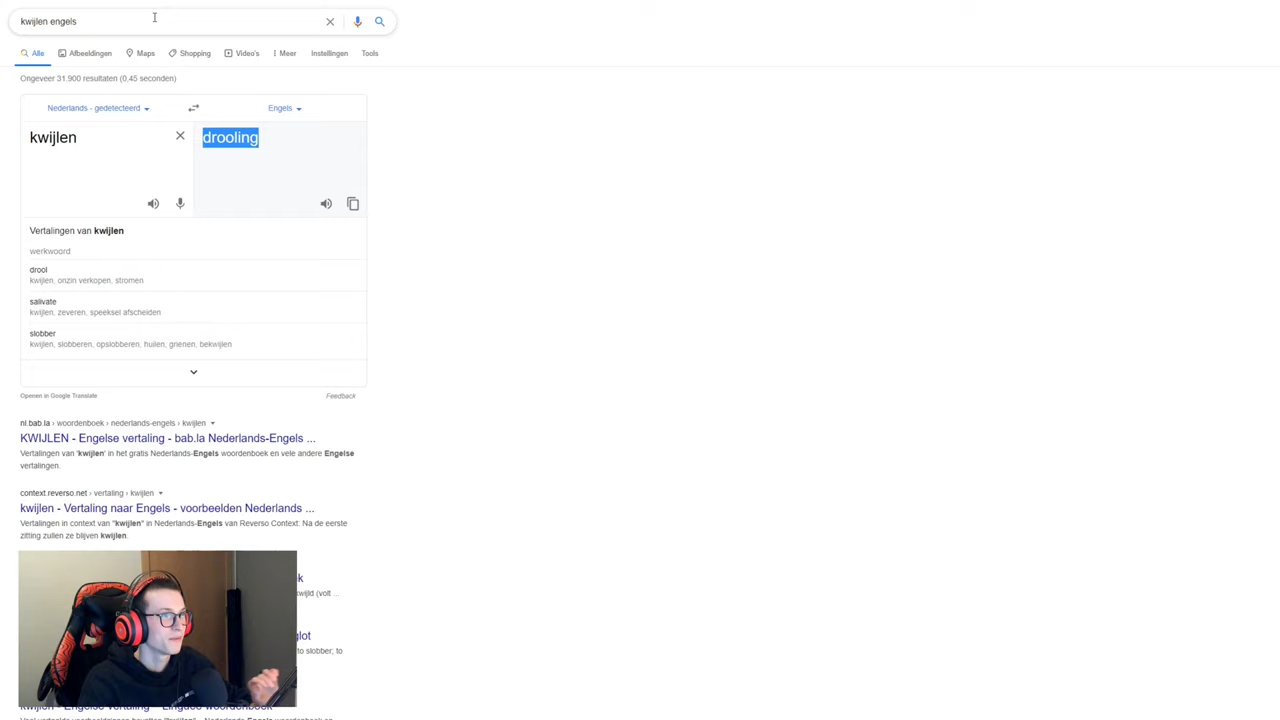 kwijlen engels
Alle Afbeeldingen Maps Shopping Video's Meer Instellingen Tools
Ongeveer 31.900 resultaten (0,45 seconden)
Nederlands - gedetecteerd Engels
kwijlen drooling
Vertalingen van kwijlen
werkwoord
drool
kwijlen, onzin verkopen, stromen
salivate
kwijlen, zeveren, speeksel afscheiden
slobber
kwijlen, slobberen, opslobberen, huilen, grienen, bekwijlen
Openen in Google Translate Feedback
nl.bab.la › woordenboek › nederlands-engels › kwijlen
KWIJLEN - Engelse vertaling - bab.la Nederlands-Engels ...
Vertalingen van 'kwijlen' in het gratis Nederlands-Engels woordenboek en vele andere Engelse
vertalingen.
context.reverso.net › vertaling › kwijlen
kwijlen - Vertaling naar Engels - voorbeelden Nederlands ...
Vertalingen in context van "kwijlen" in Nederlands-Engels van Reverso Context: Na de eerste
zitting zullen ze blijven kwijlen.
(volt ...
to slobber, to